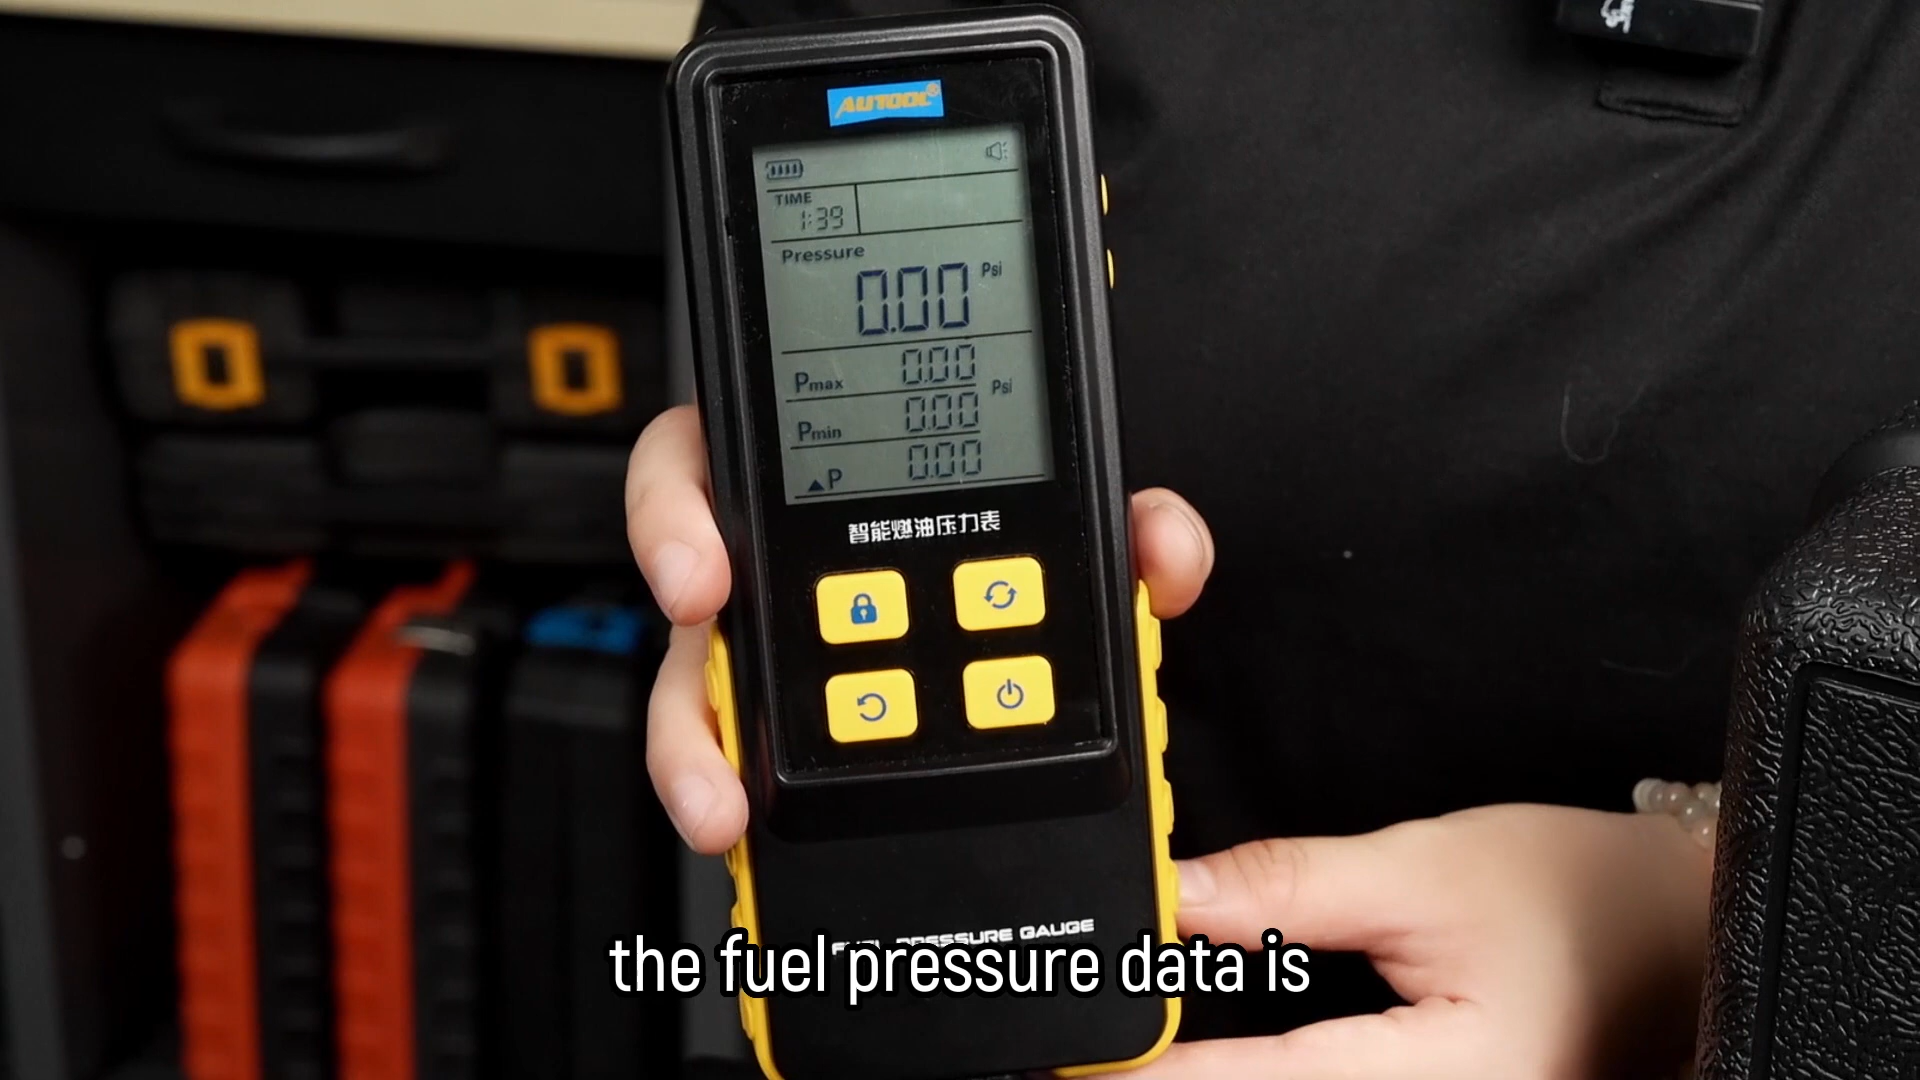 AUTOOL®
TIME
1:39
Pressure
0.00 Psi
Pmax 0.00 Psi
Pmin 0.00
▲P 0.00
智能燃油压力表
FUEL PRESSURE GAUGE
the fuel pressure data is